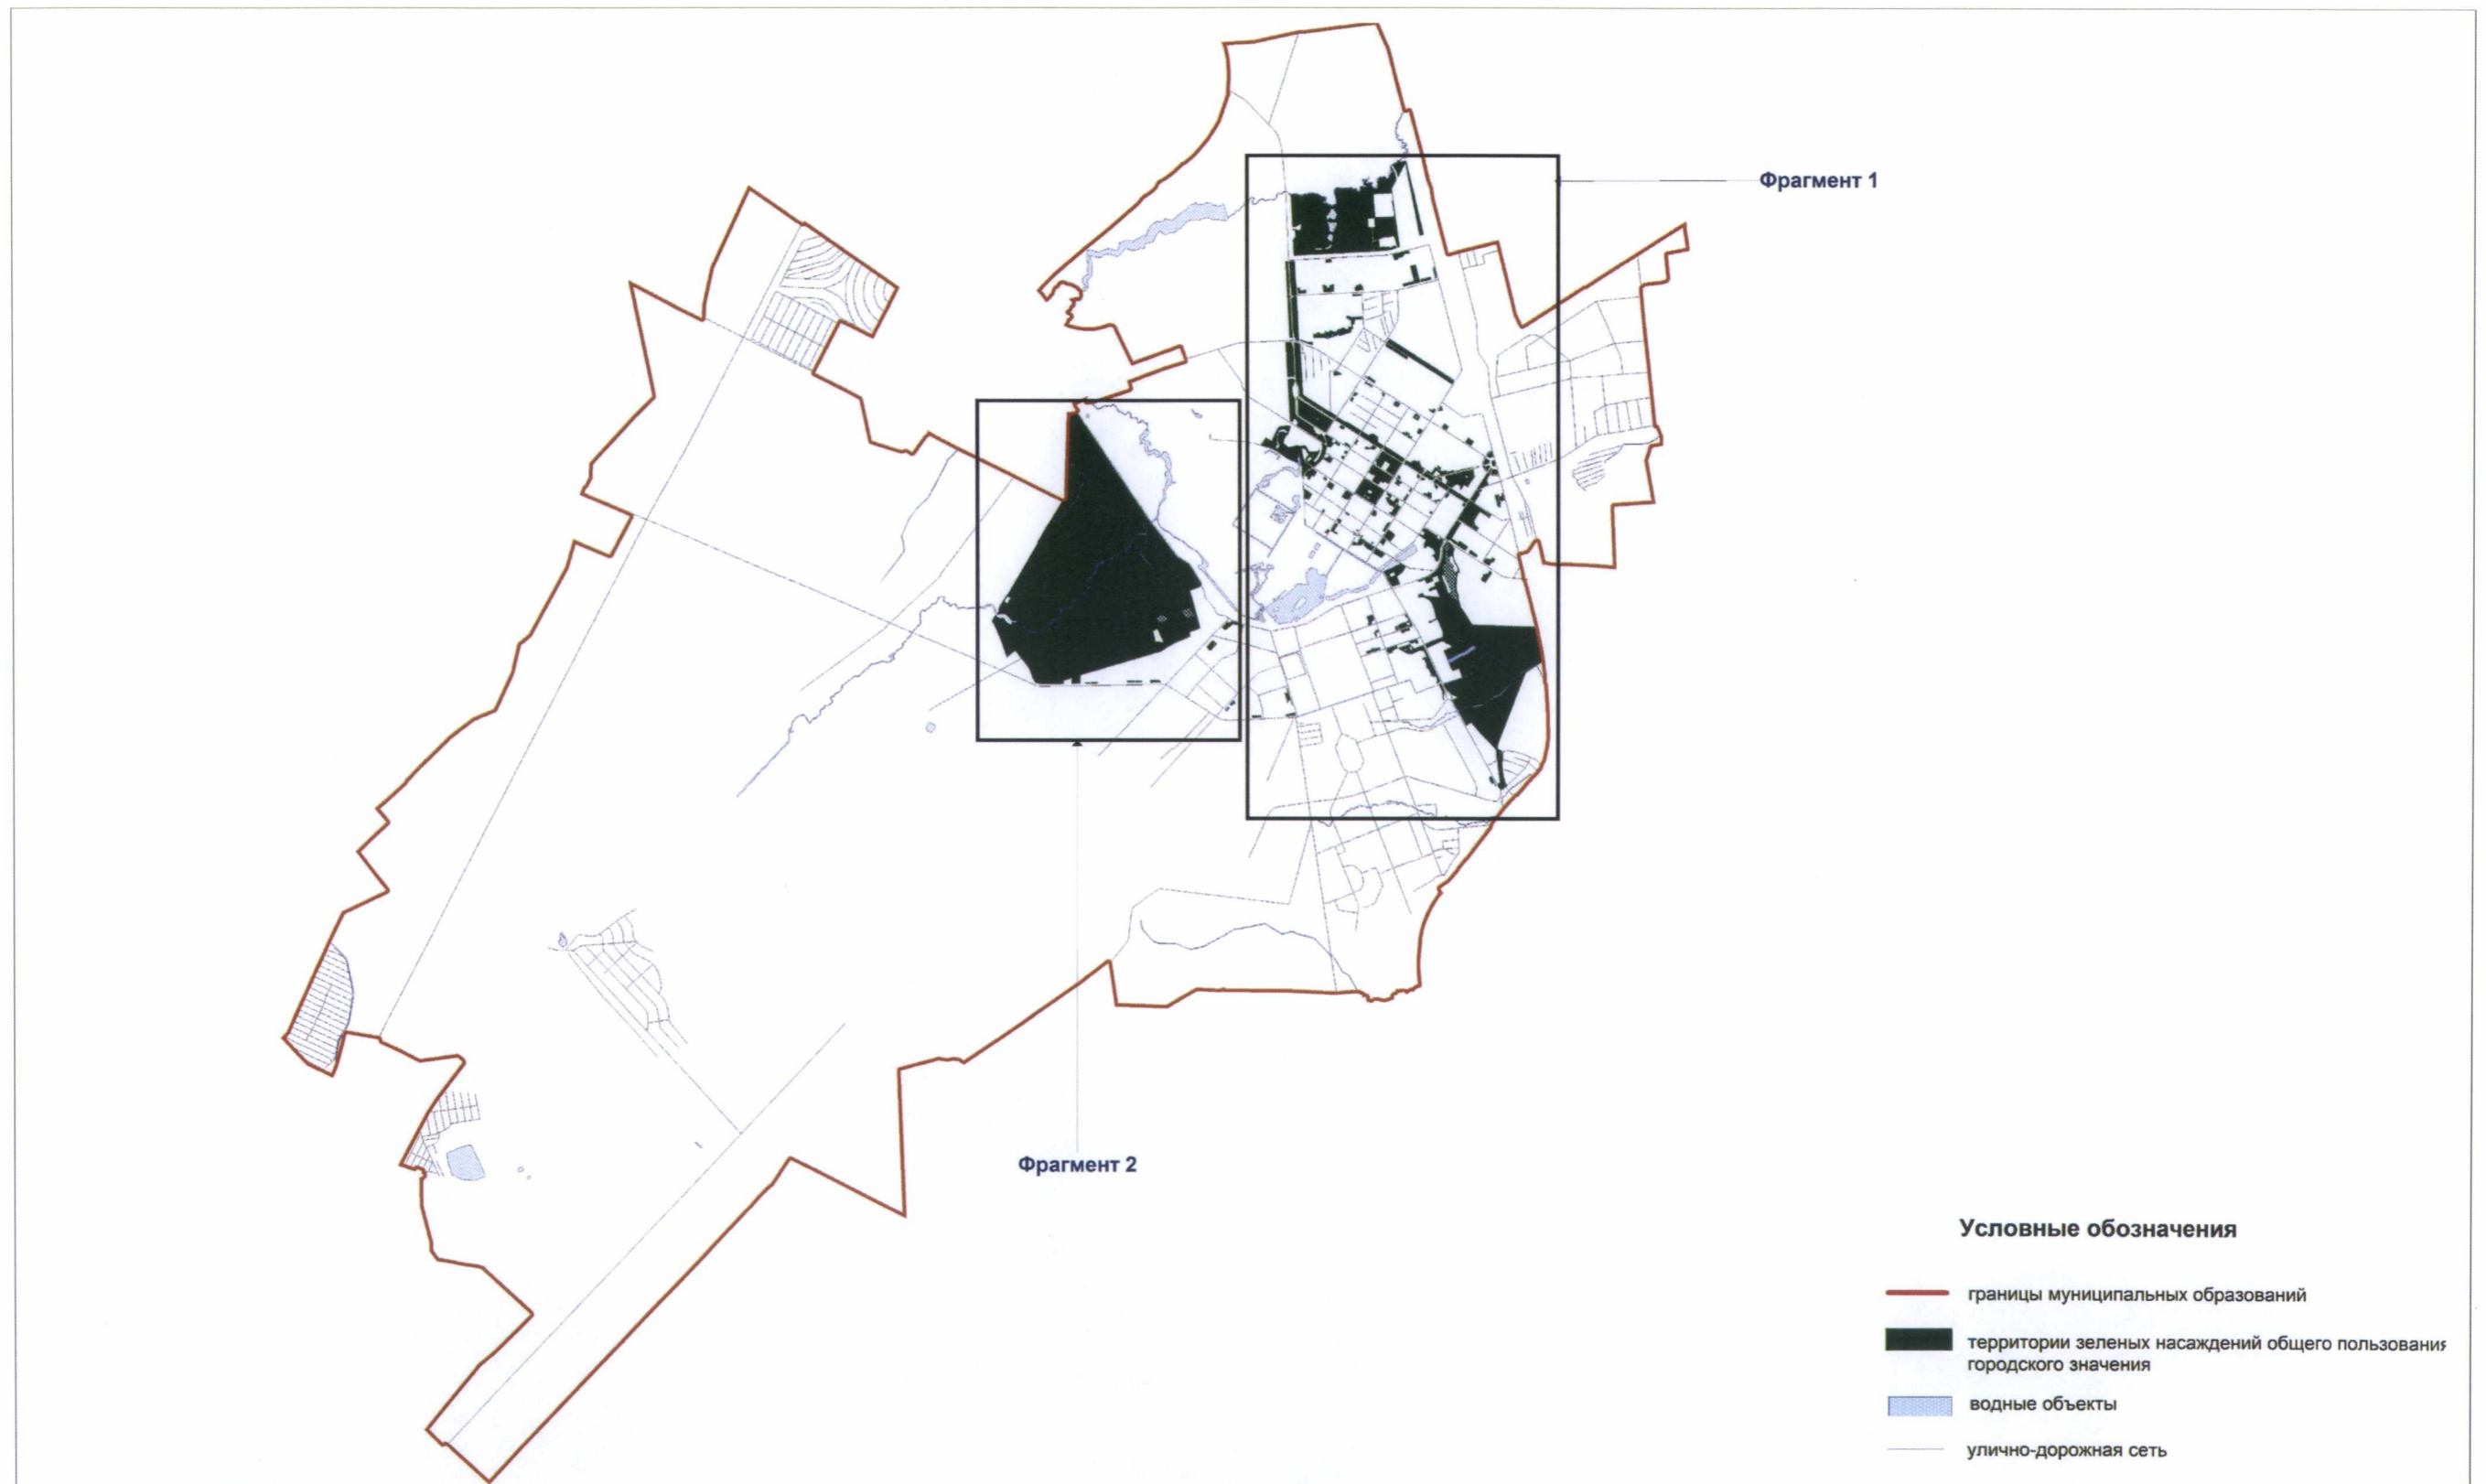 Фрагмент 1
Фрагмент 2
Условные обозначения
границы муниципальных образований
территории зеленых насаждений общего пользования
городского значения
водные объекты
улично-дорожная сеть